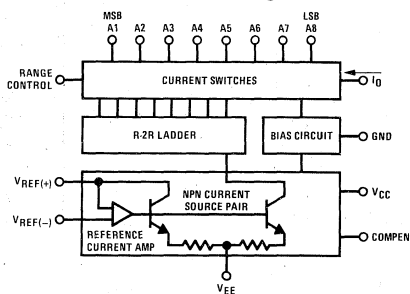 MSB LSB
A1 A2 A3 A4 A5 A6 A7 A8
RANGE
CONTROL
CURRENT SWITCHES
IO
R-2R LADDER
BIAS CIRCUIT
GND
VREF(+)
NPN CURRENT
SOURCE PAIR
VCC
VREF(−)
REFERENCE
CURRENT AMP
COMPEN
VEE